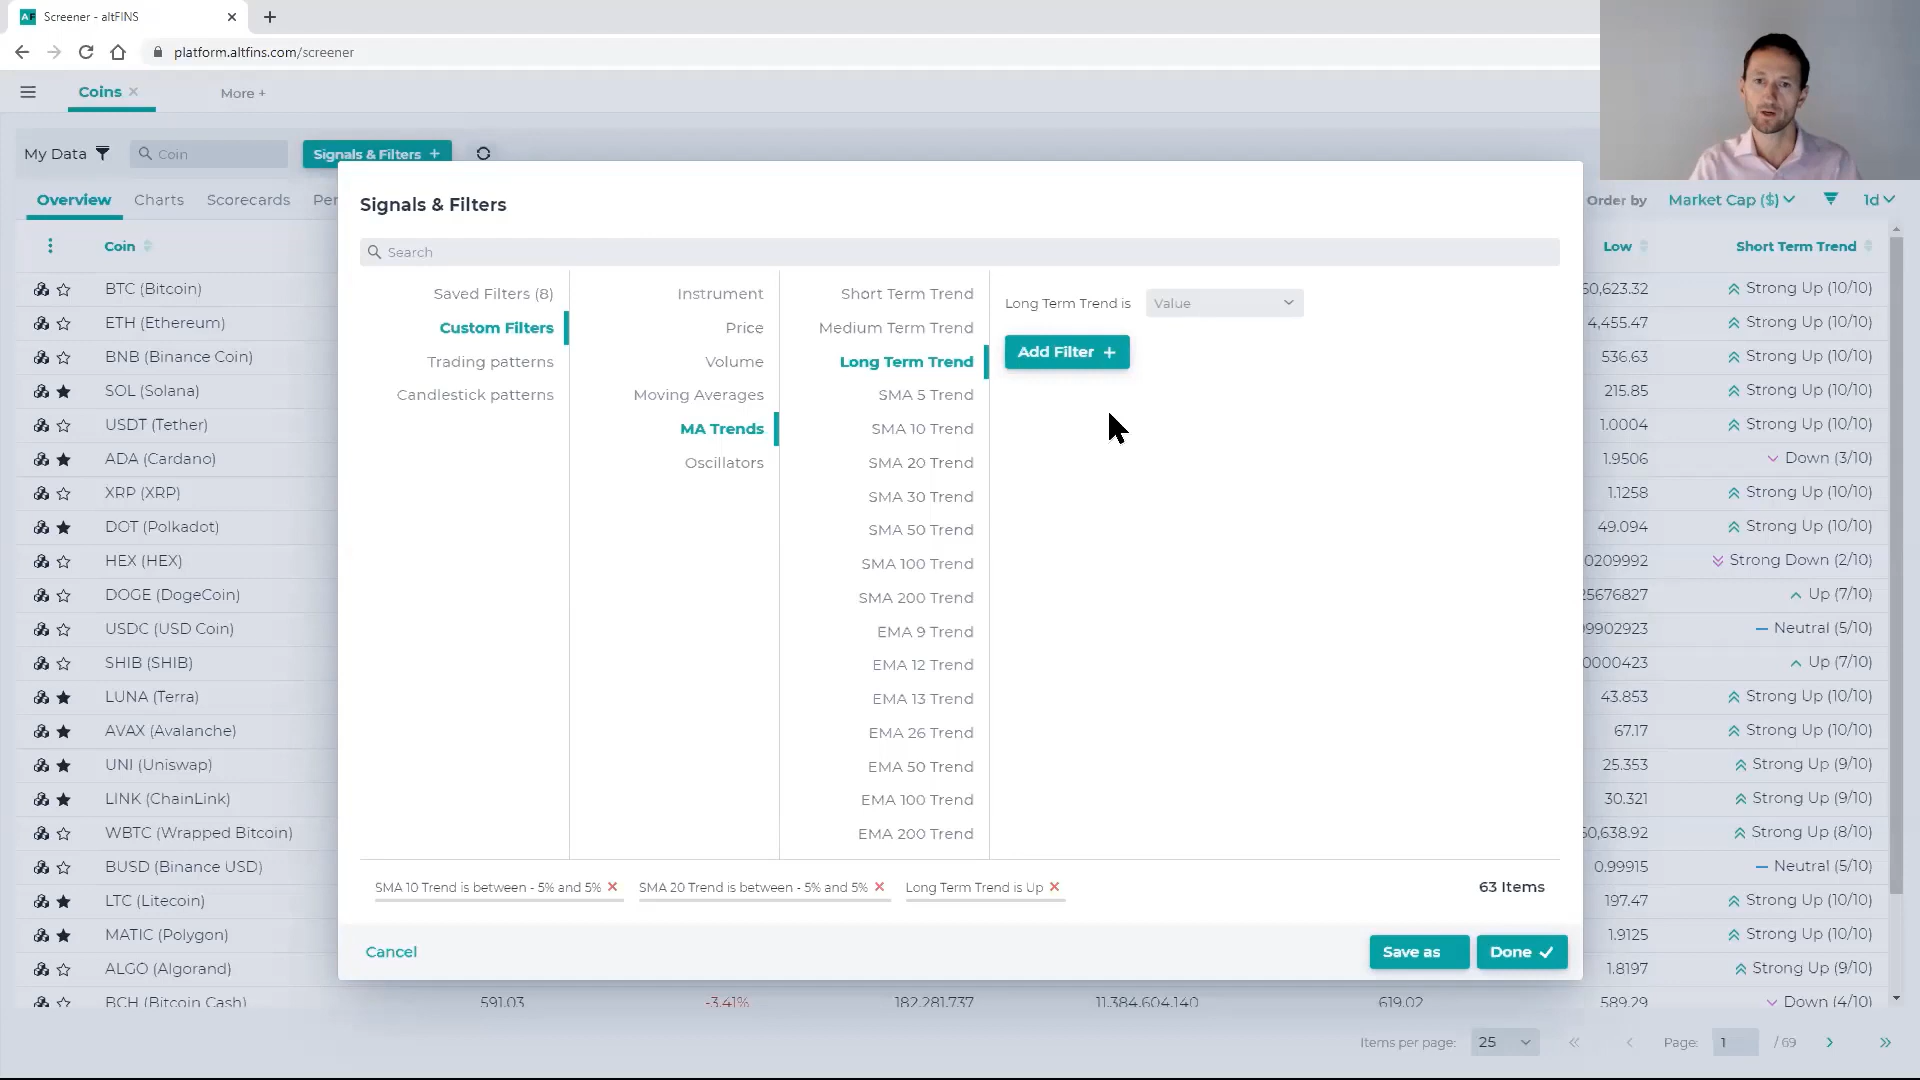 AF Screener - altFINS
platform.altfins.com/screener
Coins
More +
My Data
Coin
Signals & Filters +
Overview
Charts
Scorecards
Per
Order by
Market Cap ($)
1d
Coin
Low
Short Term Trend
BTC (Bitcoin)
60,623.32
Strong Up (10/10)
ETH (Ethereum)
4,455.47
Strong Up (10/10)
BNB (Binance Coin)
536.63
Strong Up (10/10)
SOL (Solana)
215.85
Strong Up (10/10)
USDT (Tether)
1.0004
Strong Up (10/10)
ADA (Cardano)
1.9506
Down (3/10)
XRP (XRP)
1.1258
Strong Up (10/10)
DOT (Polkadot)
49.094
Strong Up (10/10)
HEX (HEX)
0209992
Strong Down (2/10)
DOGE (DogeCoin)
25676827
Up (7/10)
USDC (USD Coin)
99902923
Neutral (5/10)
SHIB (SHIB)
0000423
Up (7/10)
LUNA (Terra)
43.853
Strong Up (10/10)
AVAX (Avalanche)
67.17
Strong Up (10/10)
UNI (Uniswap)
25.353
Strong Up (9/10)
LINK (ChainLink)
30.321
Strong Up (9/10)
WBTC (Wrapped Bitcoin)
60,638.92
Strong Up (8/10)
BUSD (Binance USD)
0.99915
Neutral (5/10)
LTC (Litecoin)
197.47
Strong Up (10/10)
MATIC (Polygon)
1.9125
Strong Up (10/10)
ALGO (Algorand)
1.8197
Strong Up (9/10)
BCH (Bitcoin Cash)
591.03
-3.41%
182,281,737
11,384,604,140
619.02
589.29
Down (4/10)
Signals & Filters
Search
Saved Filters (8)
Custom Filters
Trading patterns
Candlestick patterns
Instrument
Price
Volume
Moving Averages
MA Trends
Oscillators
Short Term Trend
Medium Term Trend
Long Term Trend
SMA 5 Trend
SMA 10 Trend
SMA 20 Trend
SMA 30 Trend
SMA 50 Trend
SMA 100 Trend
SMA 200 Trend
EMA 9 Trend
EMA 12 Trend
EMA 13 Trend
EMA 26 Trend
EMA 50 Trend
EMA 100 Trend
EMA 200 Trend
Long Term Trend is
Value
Add Filter +
SMA 10 Trend is between - 5% and 5%
SMA 20 Trend is between - 5% and 5%
Long Term Trend is Up
63 Items
Cancel
Save as
Done
Items per page:
25
Page:
1
/ 69